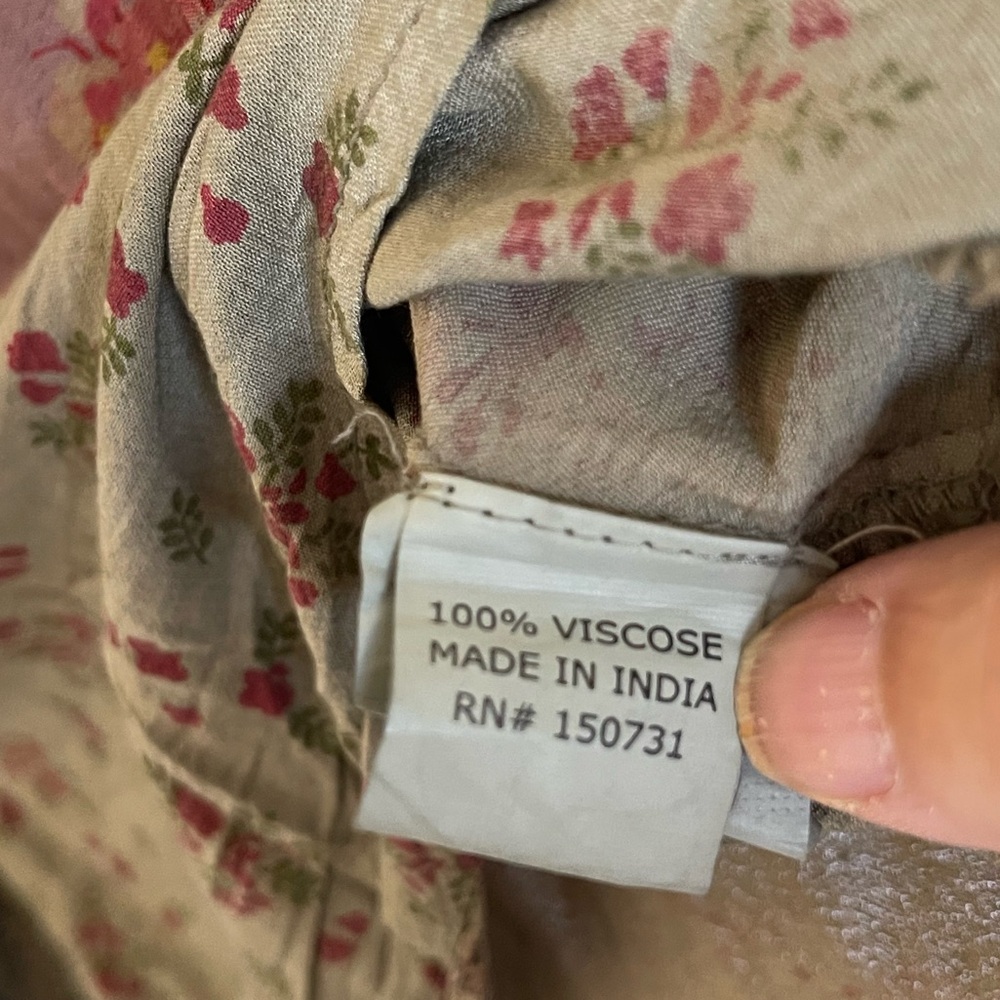 100% VISCOSE
MADE IN INDIA
RN# 150731